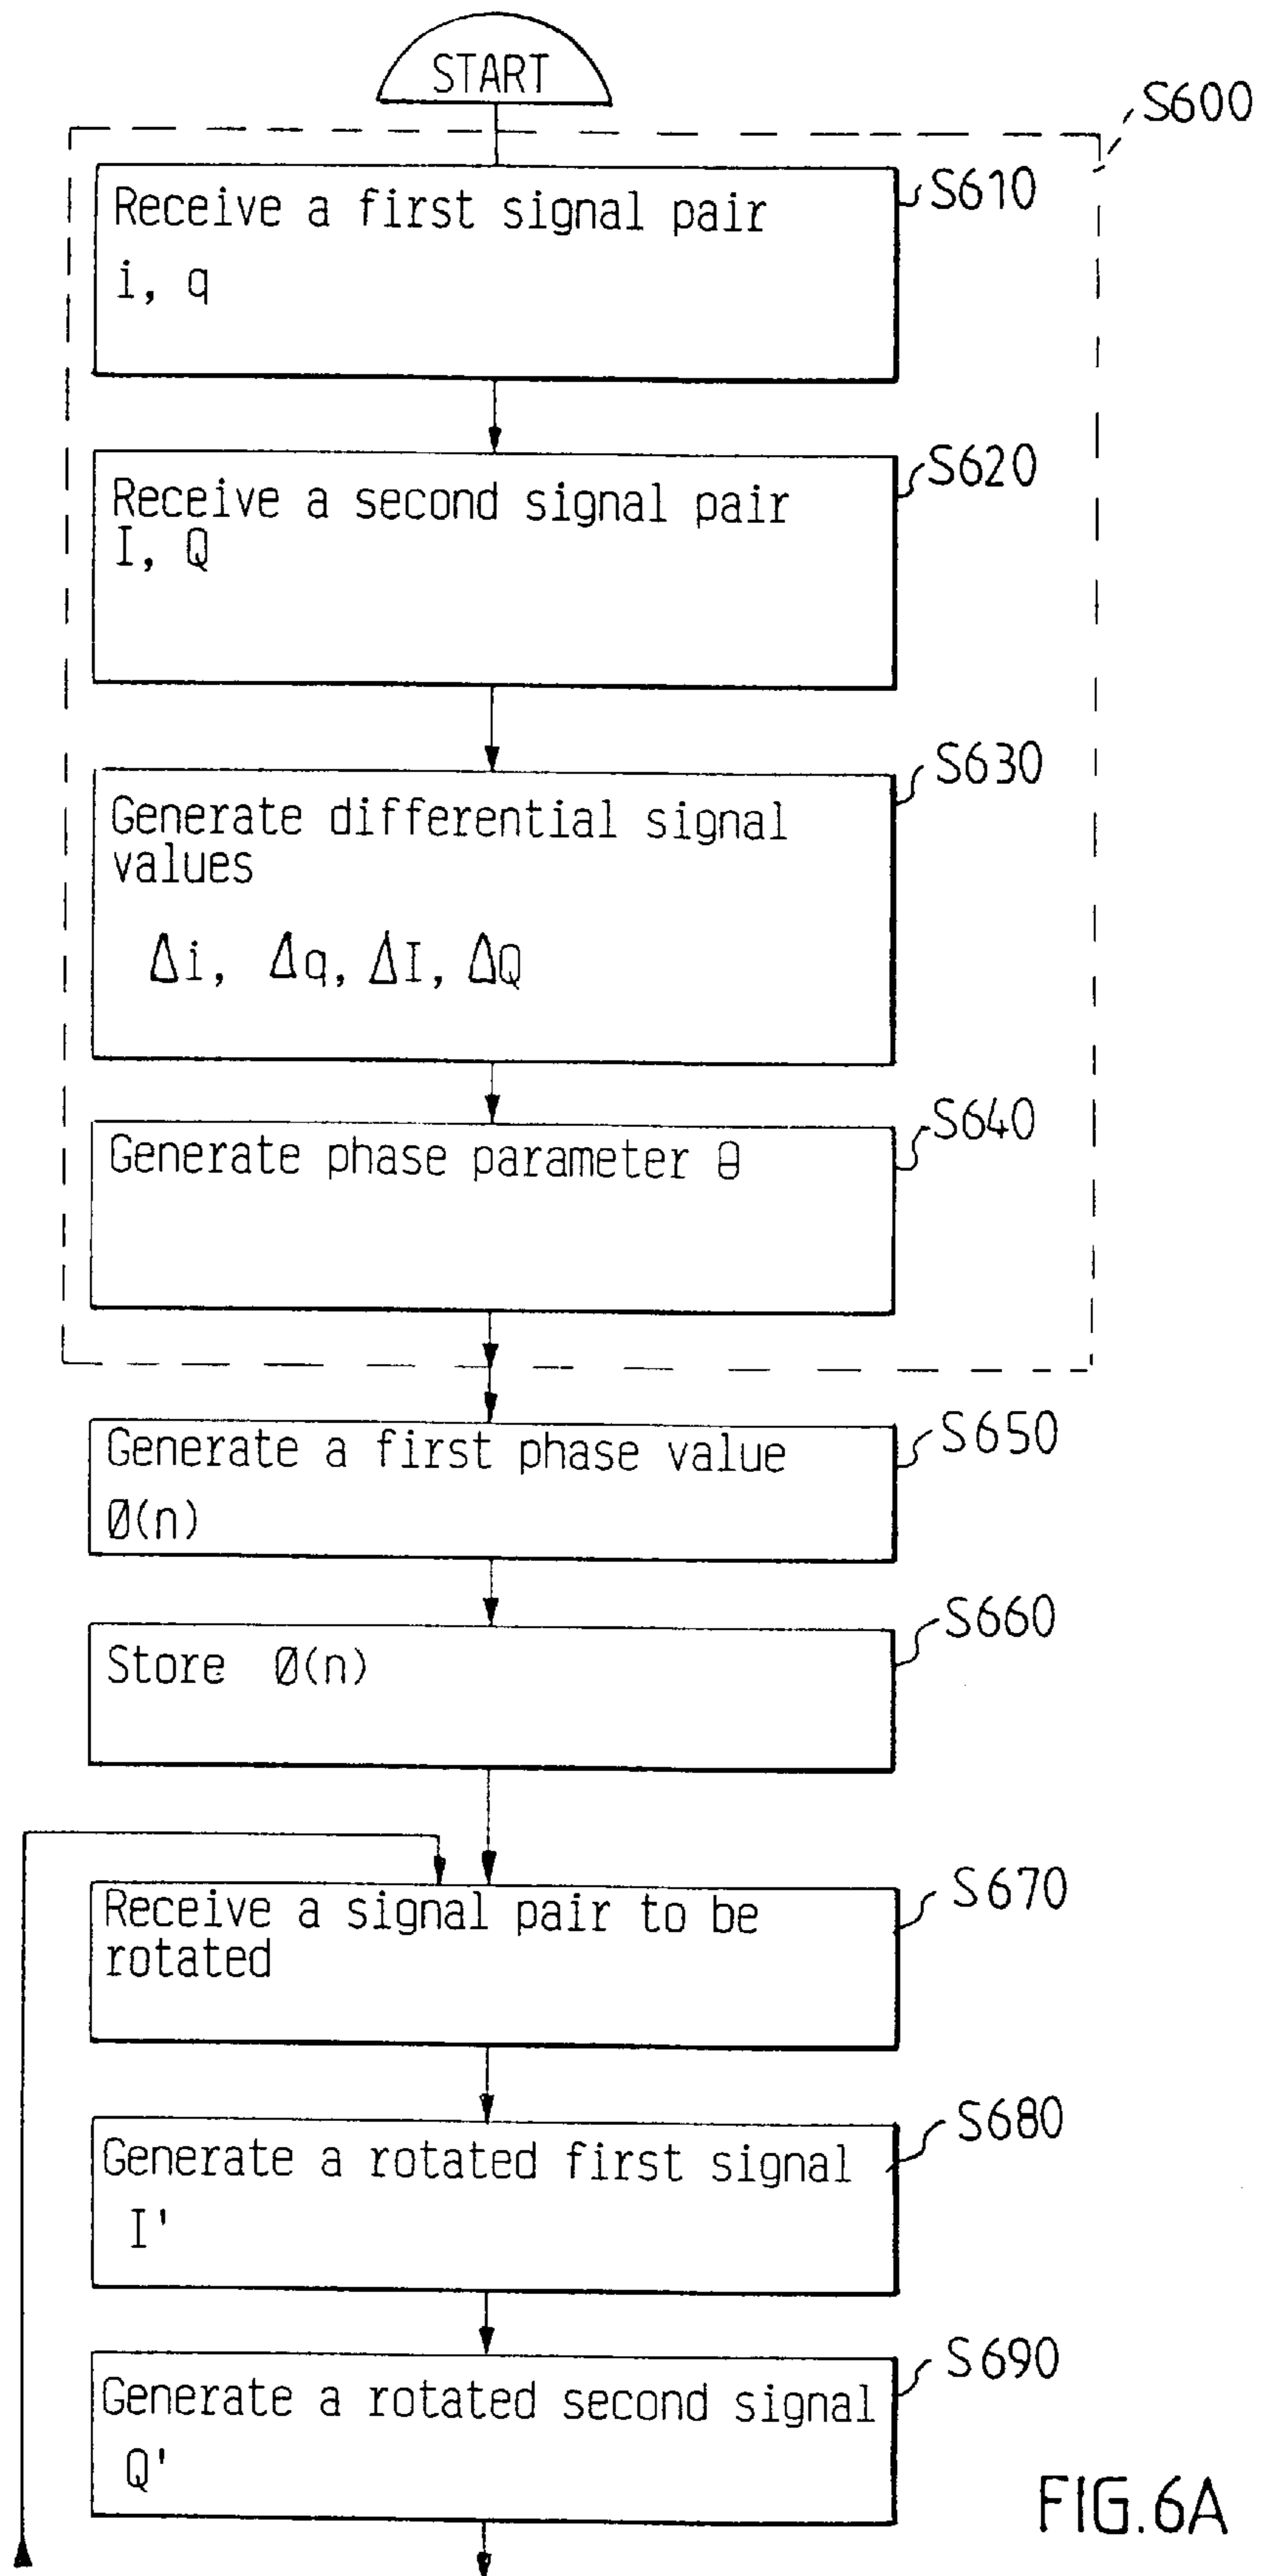 START
S600
S610
Receive a first signal pair
i, q
S620
Receive a second signal pair
I, Q
S630
Generate differential signal
values
Δi, Δq, ΔI, ΔQ
S640
Generate phase parameter θ
S650
Generate a first phase value
Ø(n)
S660
Store Ø(n)
S670
Receive a signal pair to be
rotated
S680
Generate a rotated first signal
I'
S690
Generate a rotated second signal
Q'
FIG.6A